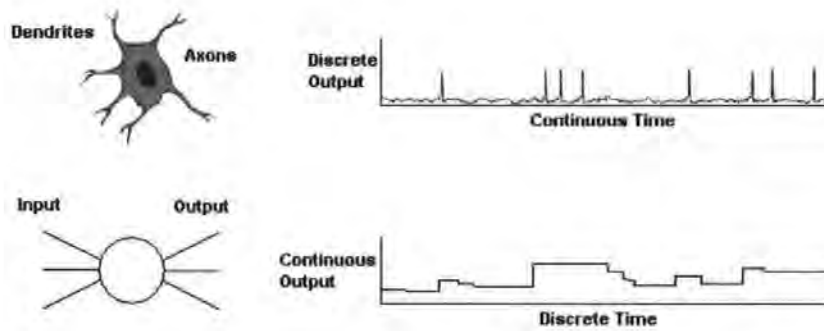 Dendrites
Axons
Discrete
Output
Continuous Time
Input
Output
Continuous
Output
Discrete Time